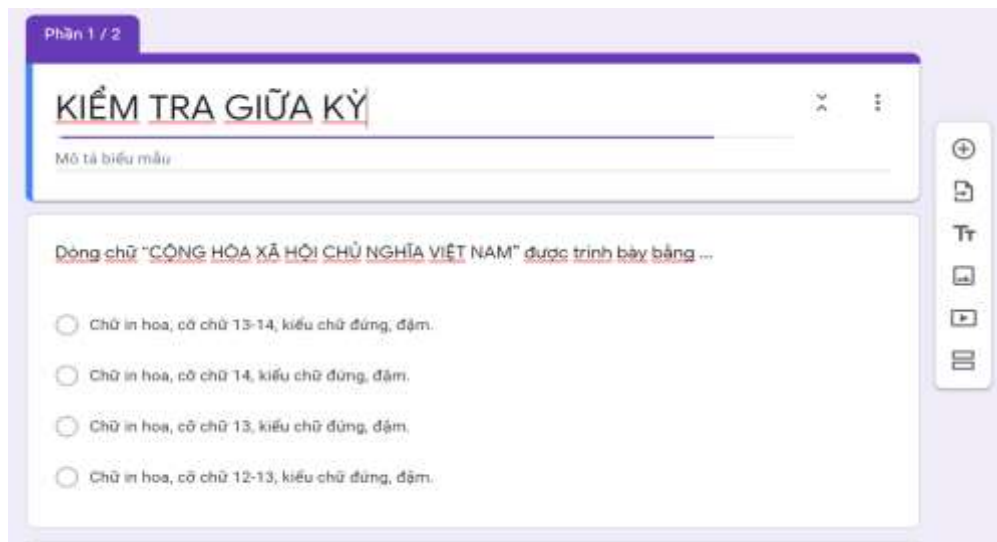 Phần 1 / 2
KIỂM TRA GIỮA KỲ
Mô tả biểu mẫu
Dòng chữ “CỘNG HÒA XÃ HỘI CHỦ NGHĨA VIỆT NAM” được trình bày bằng ...
Chữ in hoa, cỡ chữ 13-14, kiểu chữ đứng, đậm.
Chữ in hoa, cỡ chữ 14, kiểu chữ đứng, đậm.
Chữ in hoa, cỡ chữ 13, kiểu chữ đứng, đậm.
Chữ in hoa, cỡ chữ 12-13, kiểu chữ đứng, đậm.
Tт